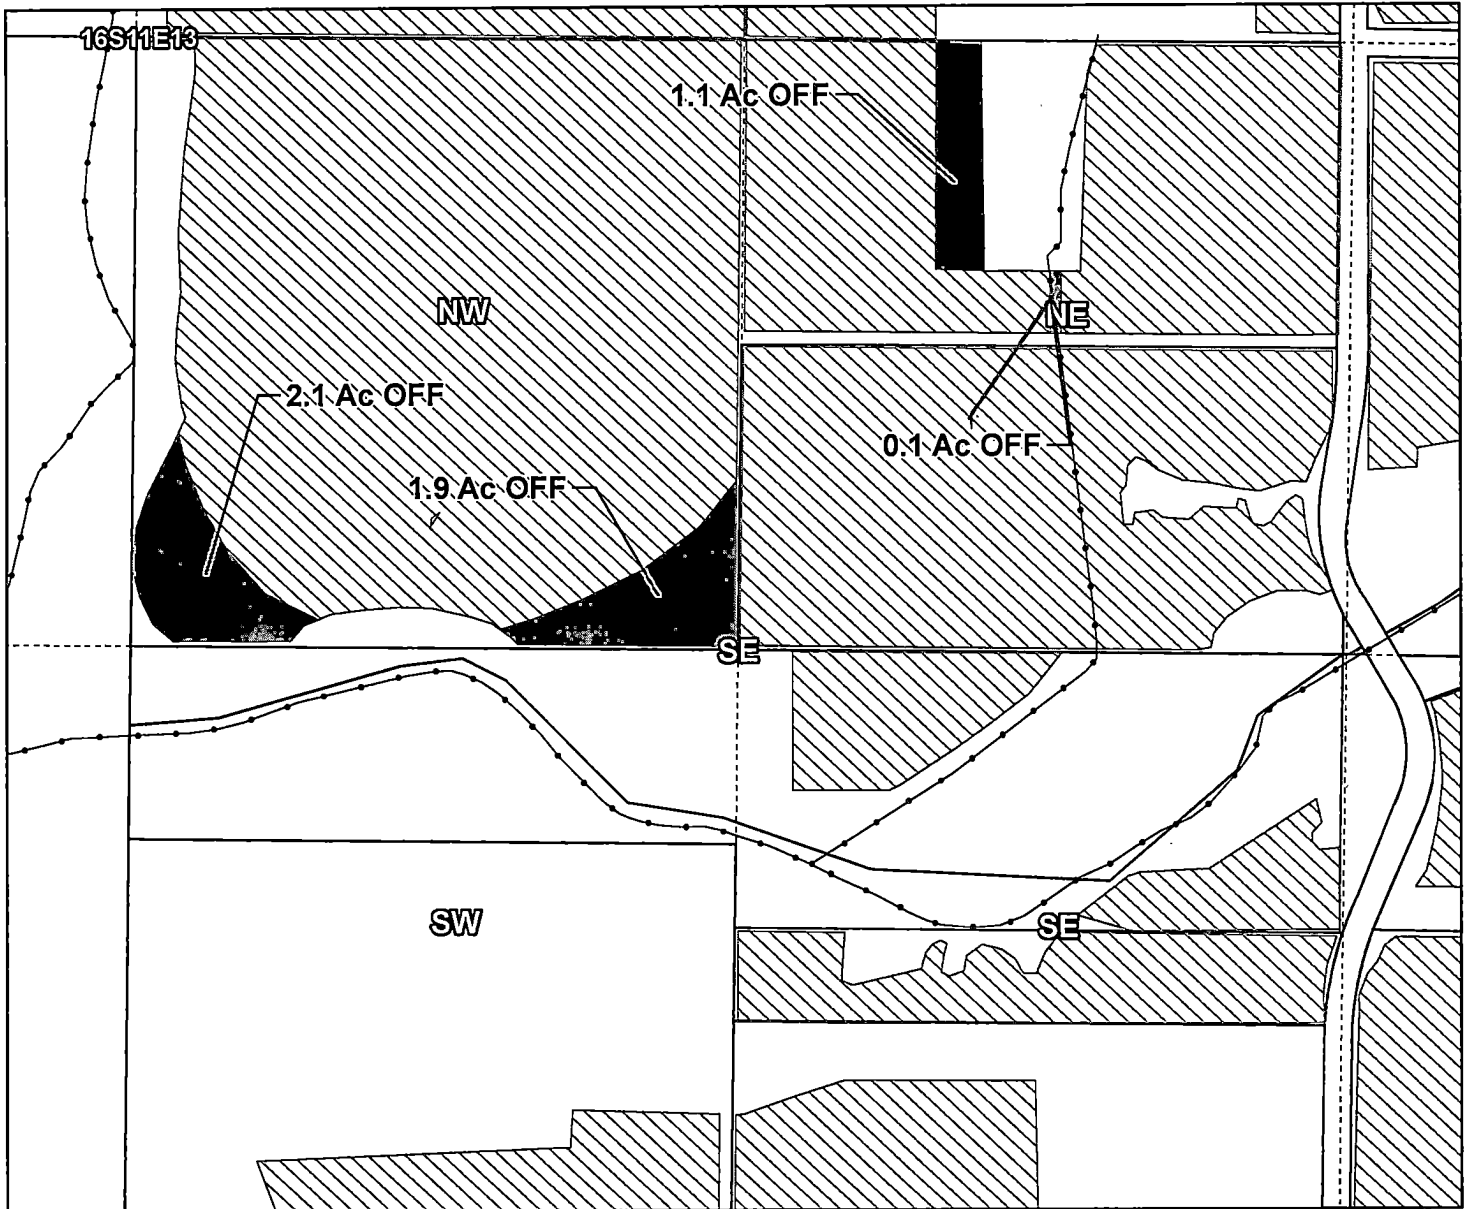 16S11E13
1.1 Ac OFF
NW
NE
2.1 Ac OFF
0.1 Ac OFF
1.9 Ac OFF
SE
SW
SE